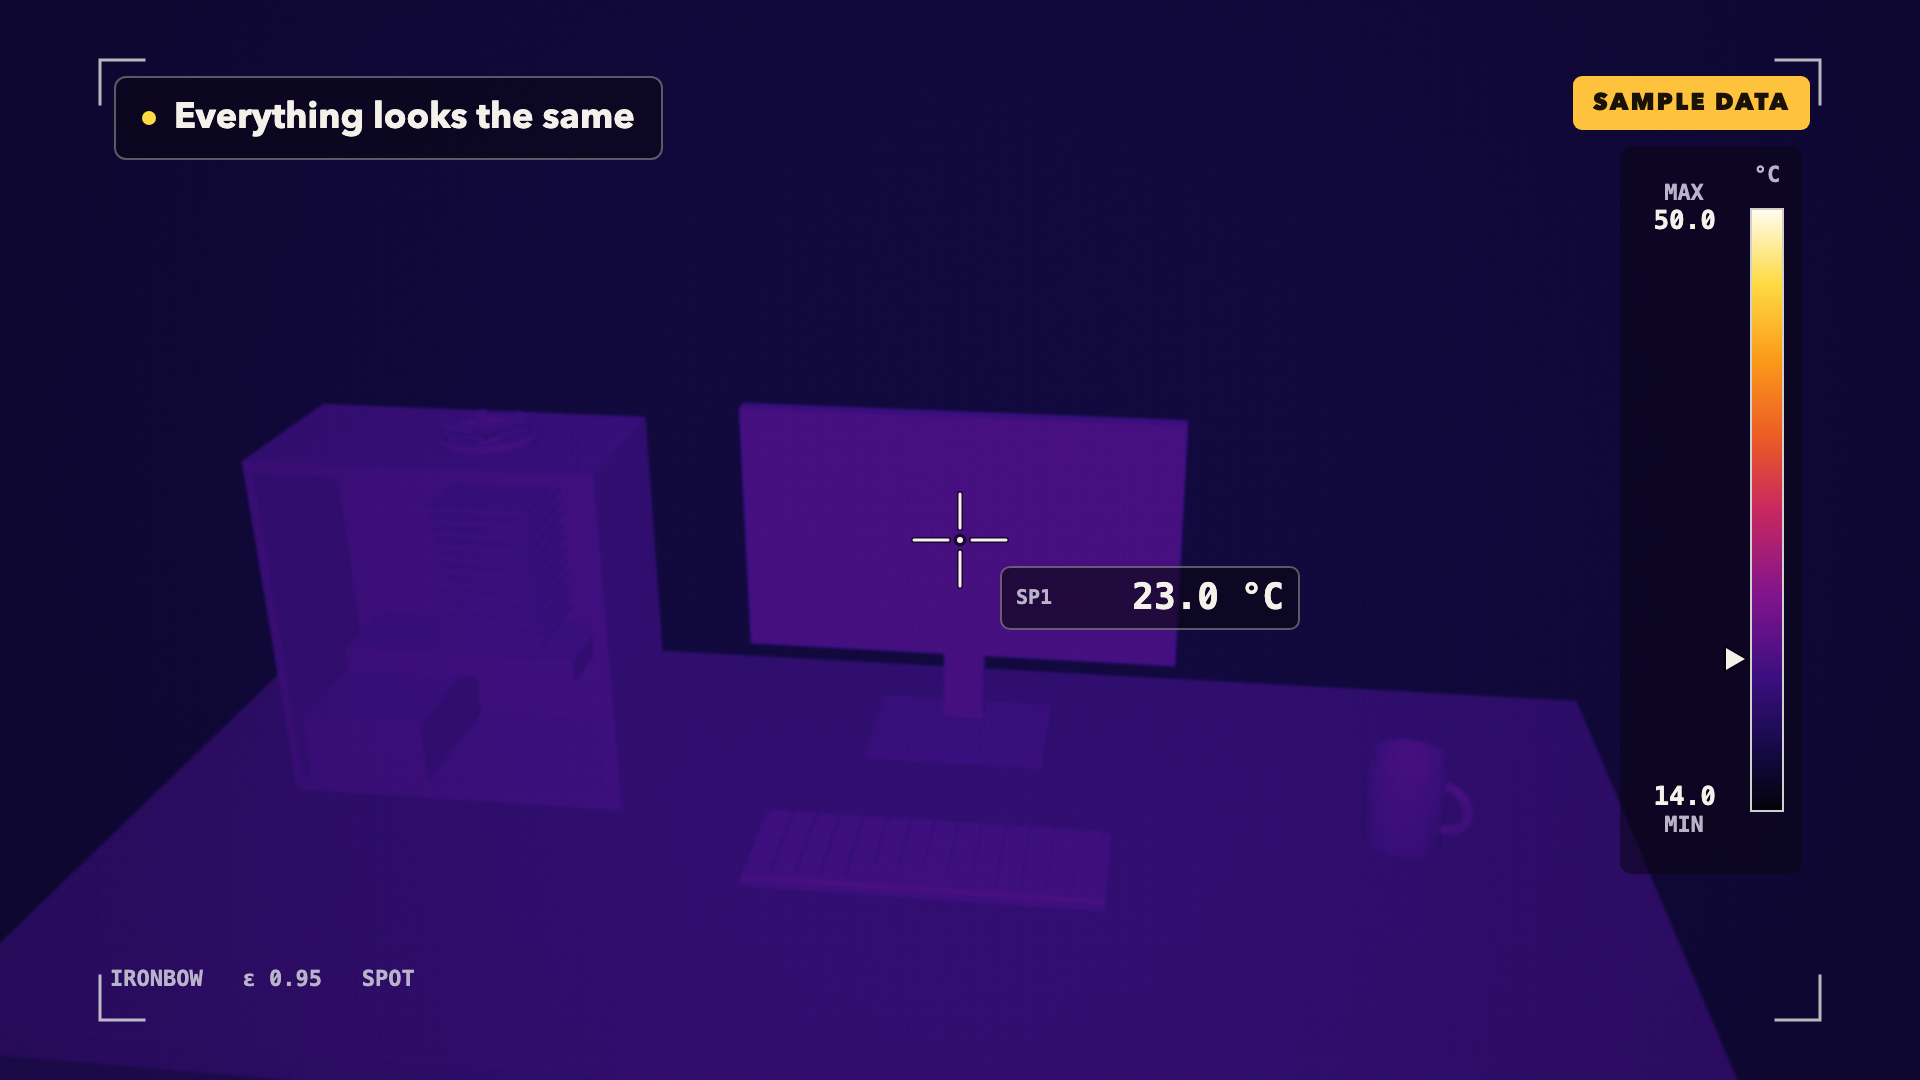 Everything looks the same
SAMPLE DATA
°C
MAX
50.0
SP1 23.0 °C
14.0
MIN
IRONBOW ε 0.95 SPOT